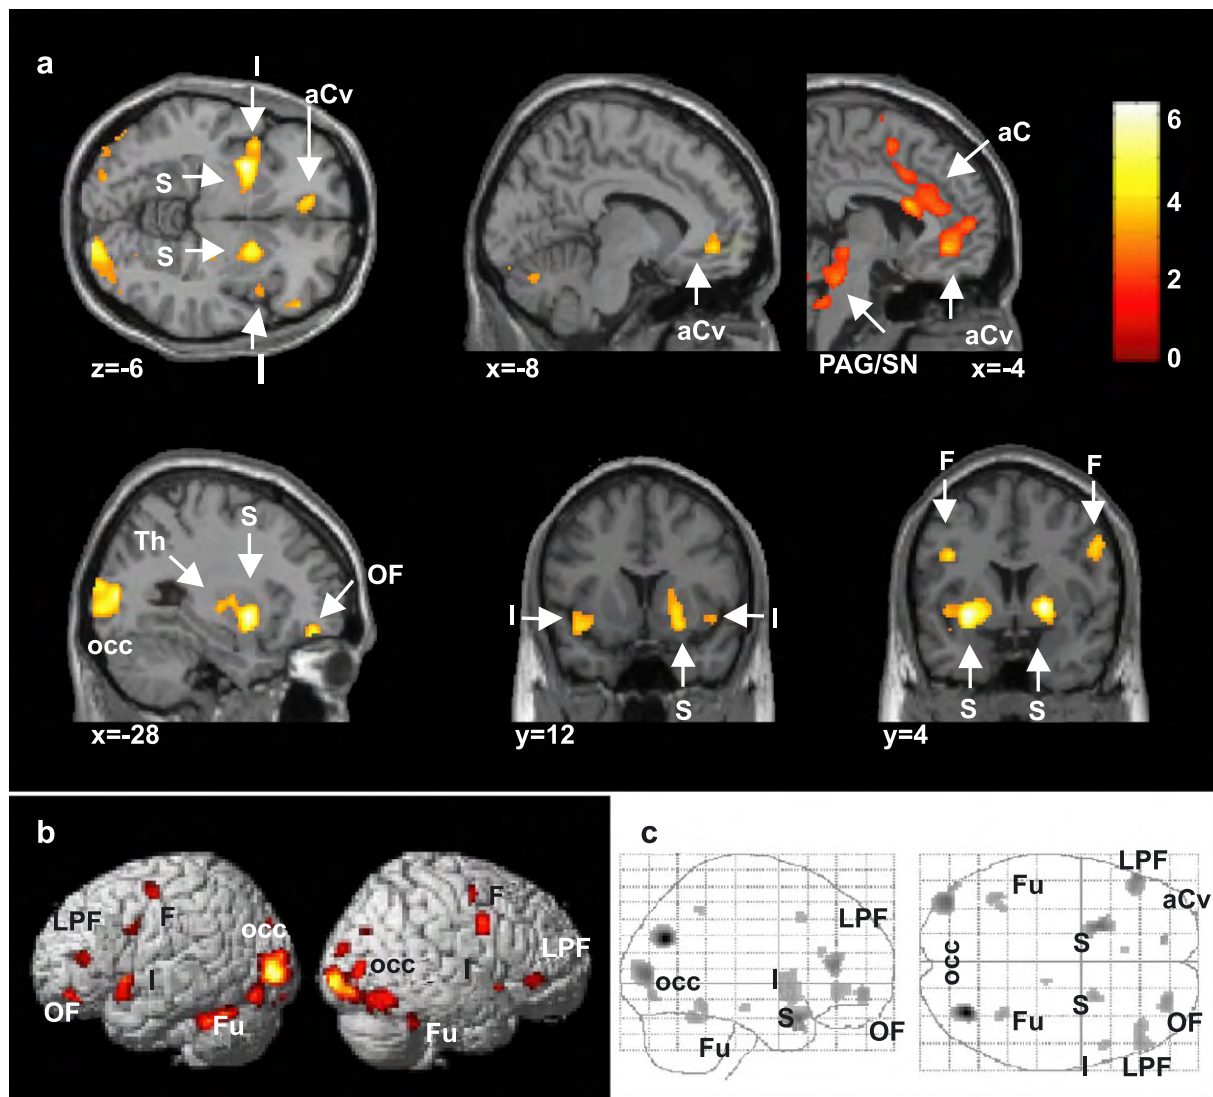 a
I
aCv
S
S
I
z=-6
aCv
x=-8
aC
aCv
PAG/SN
x=-4
6
4
2
0
Th
S
OF
occ
x=-28
I
I
S
y=12
F
F
S
S
y=4
b
LPF
F
I
occ
OF
Fu
F
LPF
occ
I
Fu
c
LPF
occ
I
S
Fu
OF
LPF
Fu
aCv
S
occ
S
Fu
OF
I
LPF